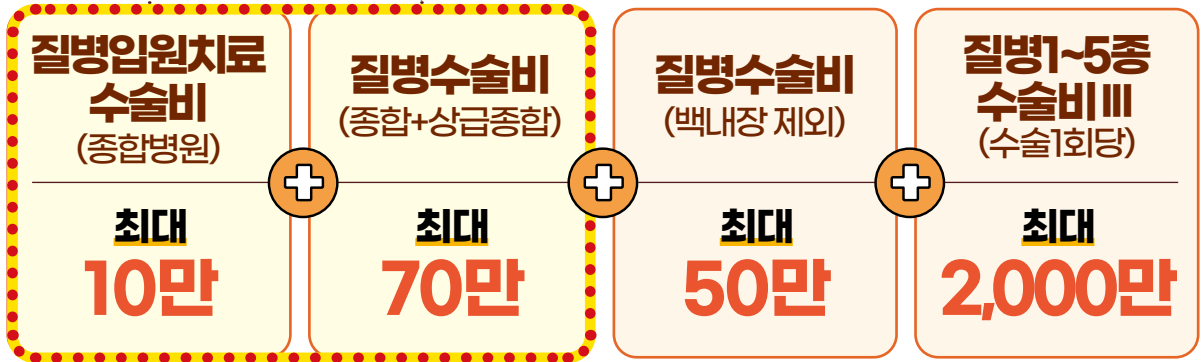 질병입원치료
수술비
(종합병원)
최대
10만
질병수술비
(종합+상급종합)
최대
70만
질병수술비
(백내장 제외)
최대
50만
질병1~5종
수술비Ⅲ
(수술1회당)
최대
2,000만